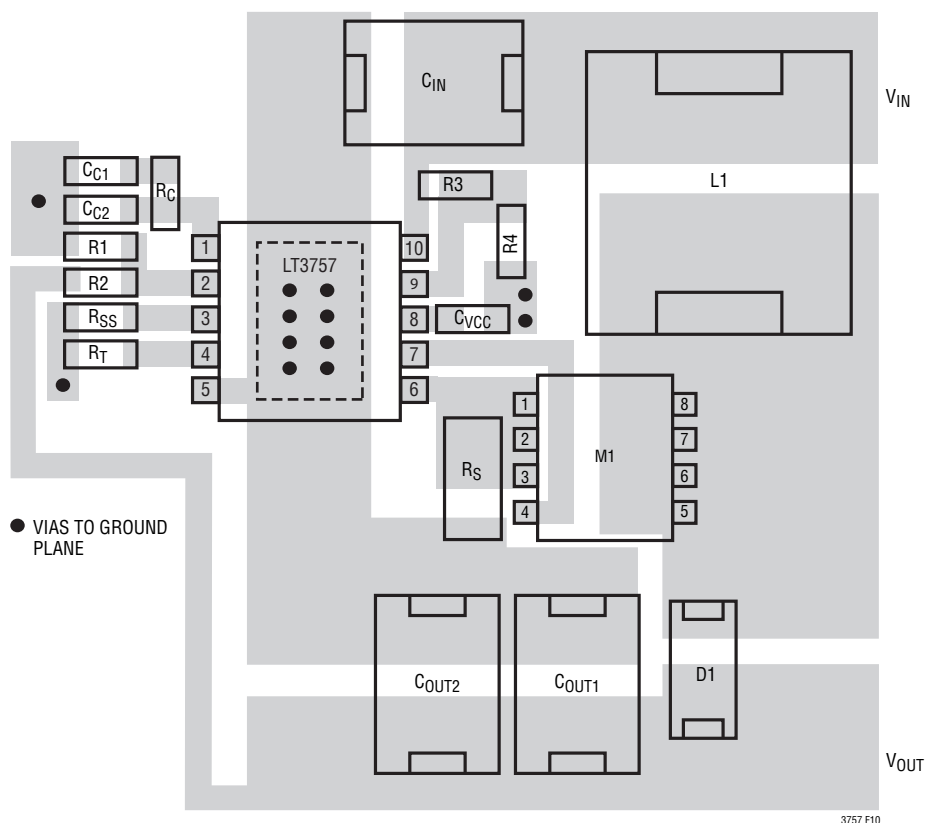 CIN
VIN
CC1
RC
R3
L1
CC2
R1
R4
R2
LT3757
RSS
CVCC
RT
1
2
3
4
5
10
9
8
7
6
1
2
3
4
M1
8
7
6
5
RS
● VIAS TO GROUND
PLANE
COUT2
COUT1
D1
VOUT
3757 F10